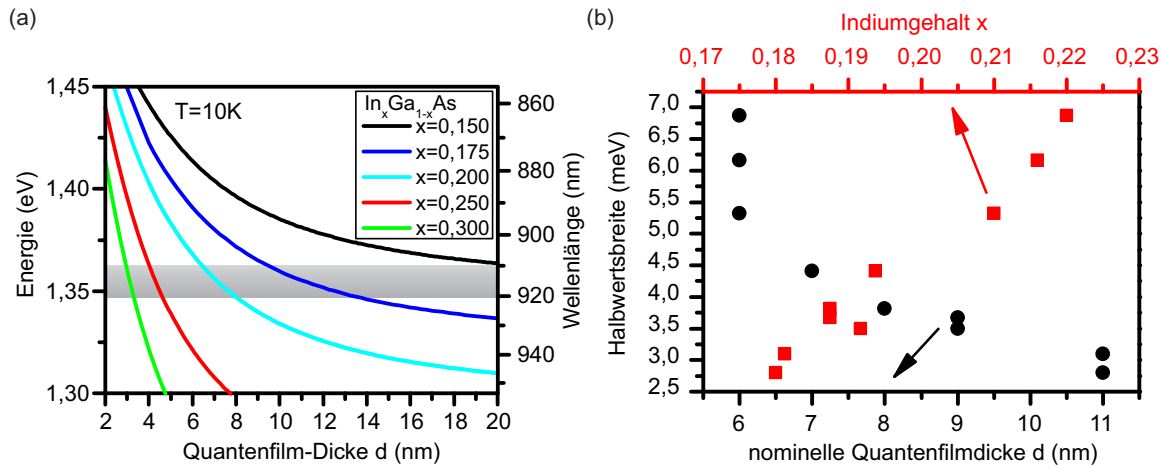 (a)
1,45
1,40
1,35
1,30
Energie (eV)
T=10K
InxGa1-xAs
x=0,150
x=0,175
x=0,200
x=0,250
x=0,300
860
880
900
920
940
Wellenlänge (nm)
2 4 6 8 10 12 14 16 18 20
Quantenfilm-Dicke d (nm)
(b)
Indiumgehalt x
0,17 0,18 0,19 0,20 0,21 0,22 0,23
7,0
6,5
6,0
5,5
5,0
4,5
4,0
3,5
3,0
2,5
Halbwertsbreite (meV)
6 7 8 9 10 11
nominelle Quantenfilmdicke d (nm)